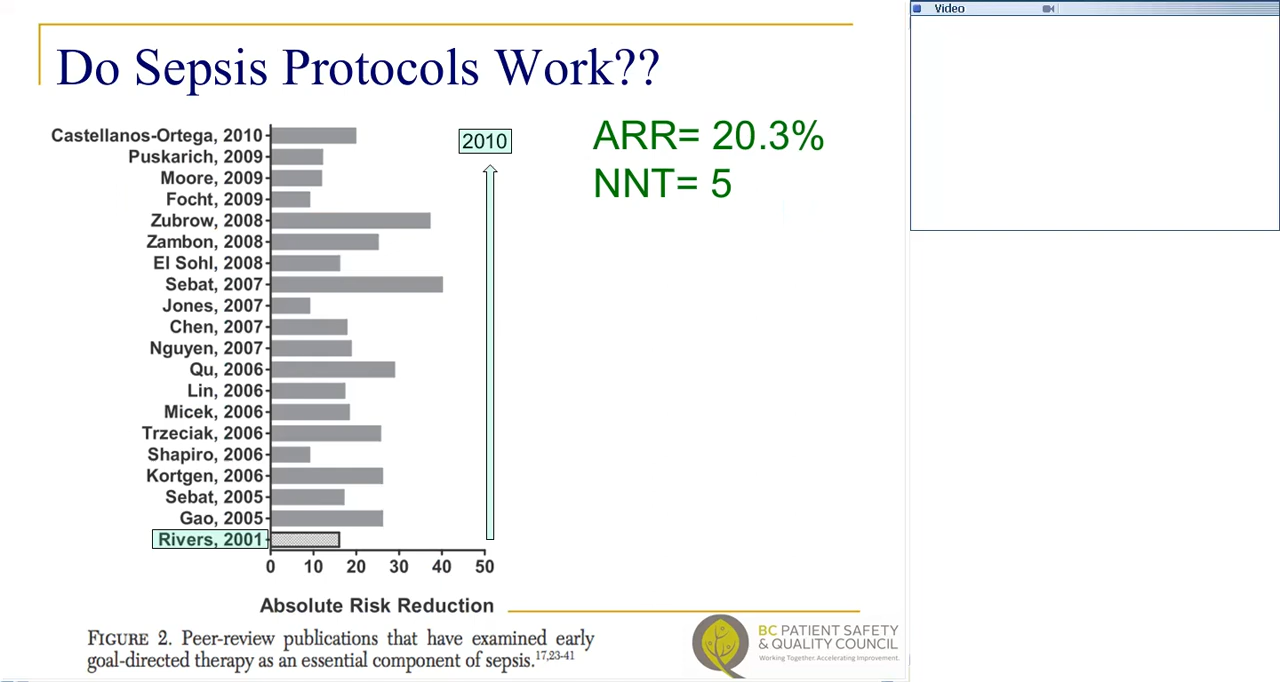 Video
Do Sepsis Protocols Work??
ARR= 20.3%
NNT= 5
2010
Castellanos-Ortega, 2010
Puskarich, 2009
Moore, 2009
Focht, 2009
Zubrow, 2008
Zambon, 2008
El Sohl, 2008
Sebat, 2007
Jones, 2007
Chen, 2007
Nguyen, 2007
Qu, 2006
Lin, 2006
Micek, 2006
Trzeciak, 2006
Shapiro, 2006
Kortgen, 2006
Sebat, 2005
Gao, 2005
Rivers, 2001
0 10 20 30 40 50
Absolute Risk Reduction
FIGURE 2. Peer-review publications that have examined early
goal-directed therapy as an essential component of sepsis.17,23-41
BC PATIENT SAFETY
& QUALITY COUNCIL
Working Together. Accelerating Improvement.